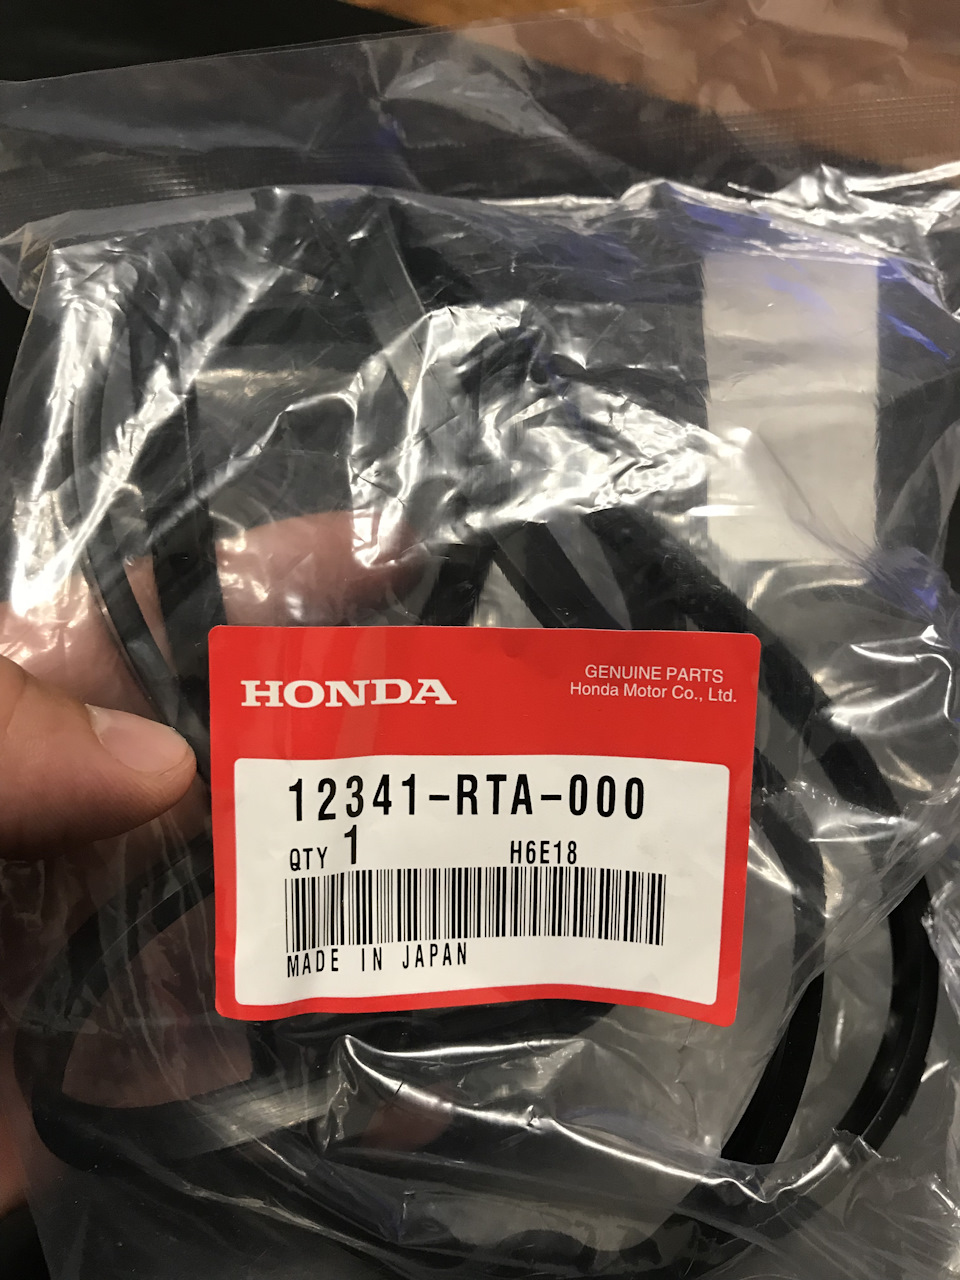 HONDA
GENUINE PARTS
Honda Motor Co., Ltd.
12341-RTA-000
QTY 1 H6E18
MADE IN JAPAN